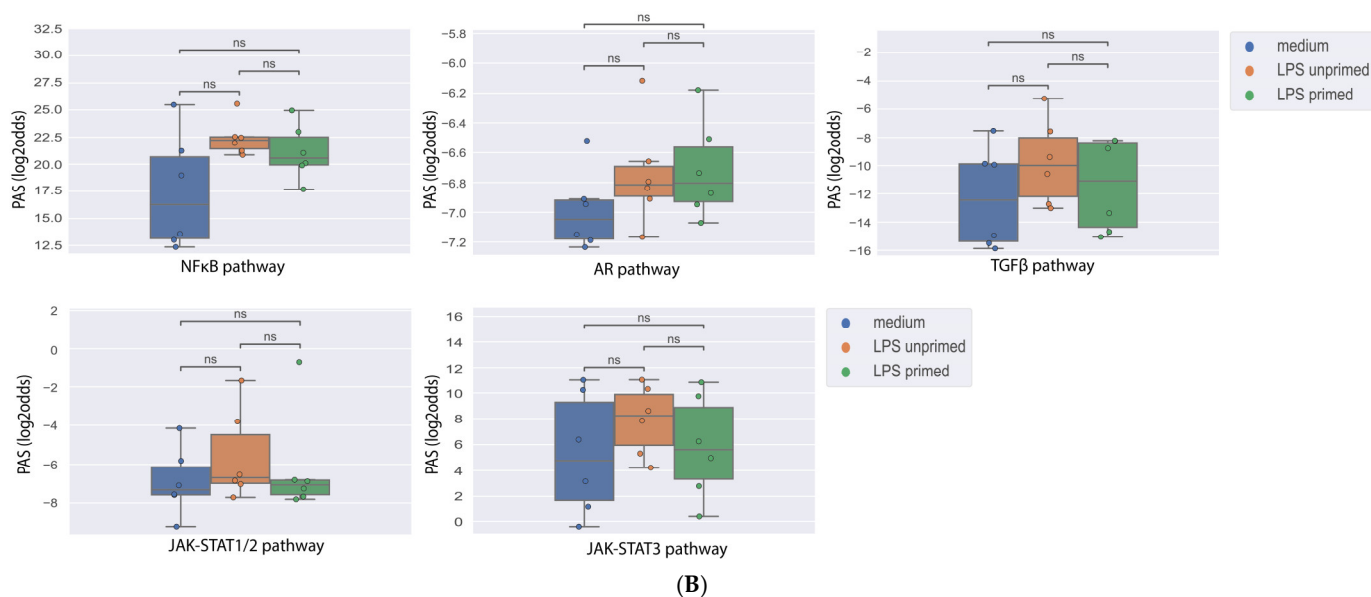 32.5
30.0
27.5
25.0
22.5
20.0
17.5
15.0
12.5
PAS (log2odds)
ns
ns
ns
NFκB pathway
−5.8
−6.0
−6.2
−6.4
−6.6
−6.8
−7.0
−7.2
PAS (log2odds)
ns
ns
ns
AR pathway
−2
−4
−6
−8
−10
−12
−14
−16
PAS (log2odds)
ns
ns
ns
TGFβ pathway
medium
LPS unprimed
LPS primed
2
0
−2
−4
−6
−8
PAS (log2odds)
ns
ns
ns
JAK-STAT1/2 pathway
16
14
12
10
8
6
4
2
0
PAS (log2odds)
ns
ns
ns
JAK-STAT3 pathway
medium
LPS unprimed
LPS primed
(B)